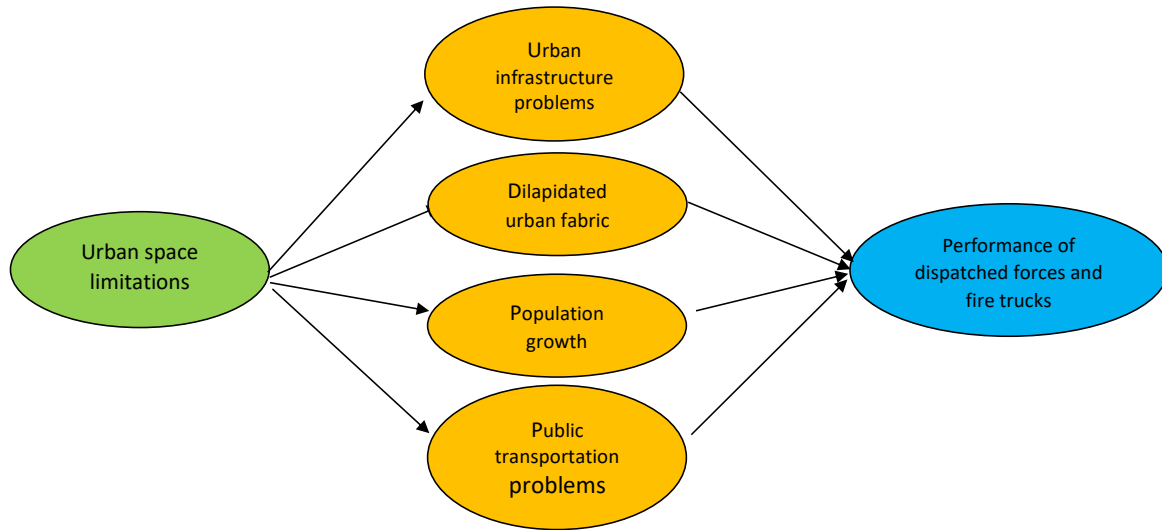 Urban
infrastructure
problems
Dilapidated
urban fabric
Urban space
limitations
Performance of
dispatched forces and
fire trucks
Population
growth
Public
transportation
problems